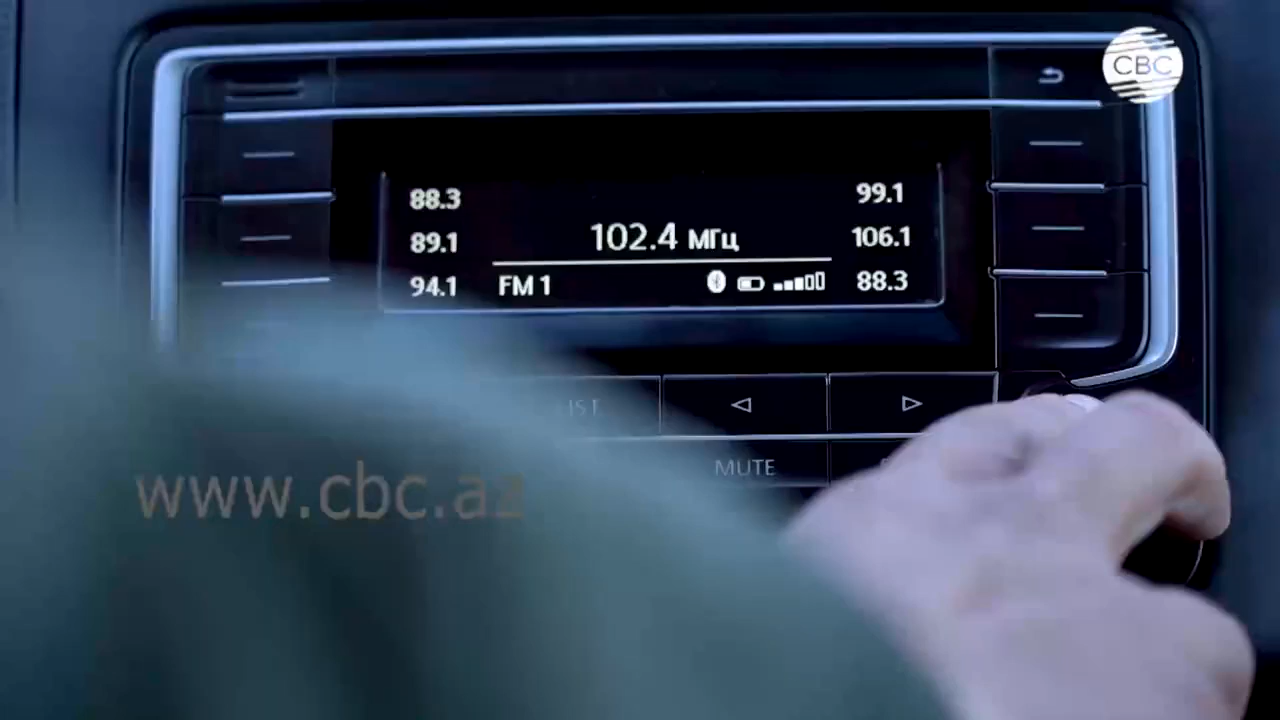 CBC
88.3
99.1
102.4 МГц
89.1
106.1
94.1
FM 1
88.3
MUTE
www.cbc.az